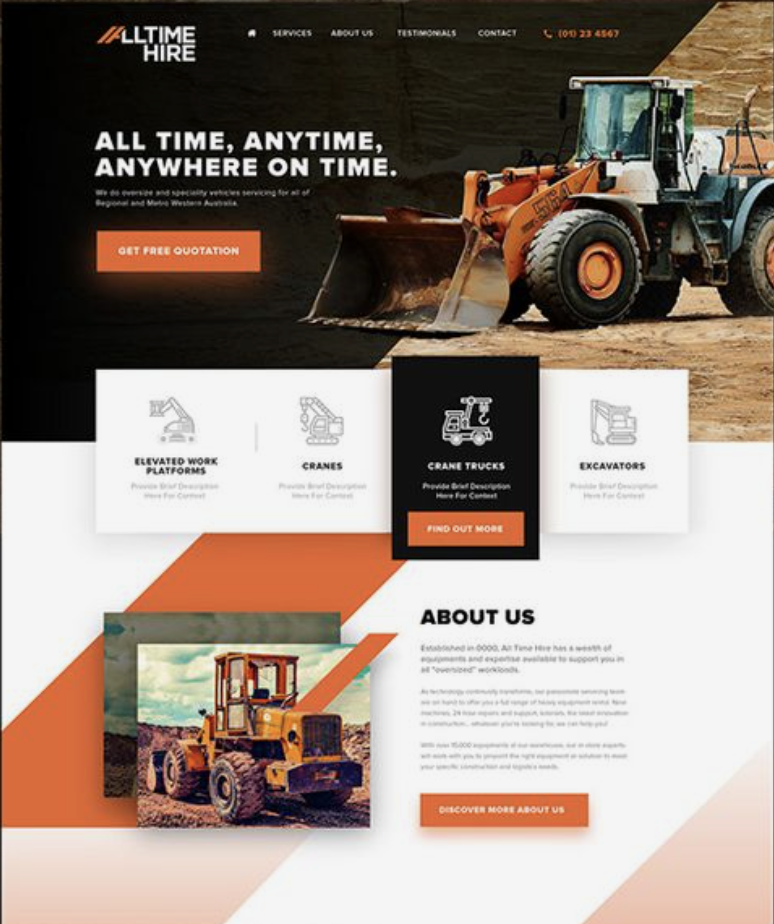 ALLTIME
HIRE
SERVICES
ABOUT US
TESTIMONIALS
CONTACT
(01) 23 4567
ALL TIME, ANYTIME,
ANYWHERE ON TIME.
We do oversize and speciality vehicles servicing for all of
Regional and Metro Western Australia.
GET FREE QUOTATION
564
ELEVATED WORK
PLATFORMS
Provide Brief Description
Here For Context
CRANES
Provide Brief Description
Here For Context
CRANE TRUCKS
Provide Brief Description
Here For Context
FIND OUT MORE
EXCAVATORS
Provide Brief Description
Here For Context
ABOUT US
Established in 0000, All Time Hire has a wealth of
equipments and expertise available to support you in
all "oversized" workloads.
As technology continually transforms, our passionate servicing team
are on hand to offer you a full range of heavy equipment rental. New
machines, 24 hour repairs and support, tutorials, the latest innovation
in construction... whatever you're looking for, we can help you!
With over 10,000 equipments at our warehouse, our in store experts
will work with you to pinpoint the right equipment or solution to meet
your specific construction and logistics needs.
DISCOVER MORE ABOUT US